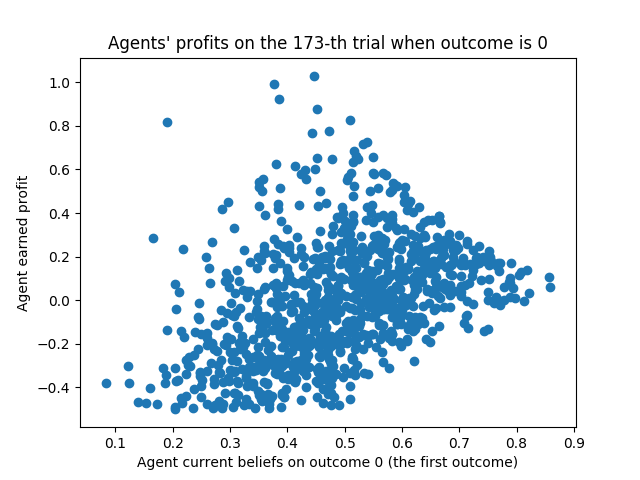 Agents' profits on the 173-th trial when outcome is 0
1.0
0.8
0.6
0.4
0.2
0.0
−0.2
−0.4
Agent earned profit
0.1 0.2 0.3 0.4 0.5 0.6 0.7 0.8 0.9
Agent current beliefs on outcome 0 (the first outcome)